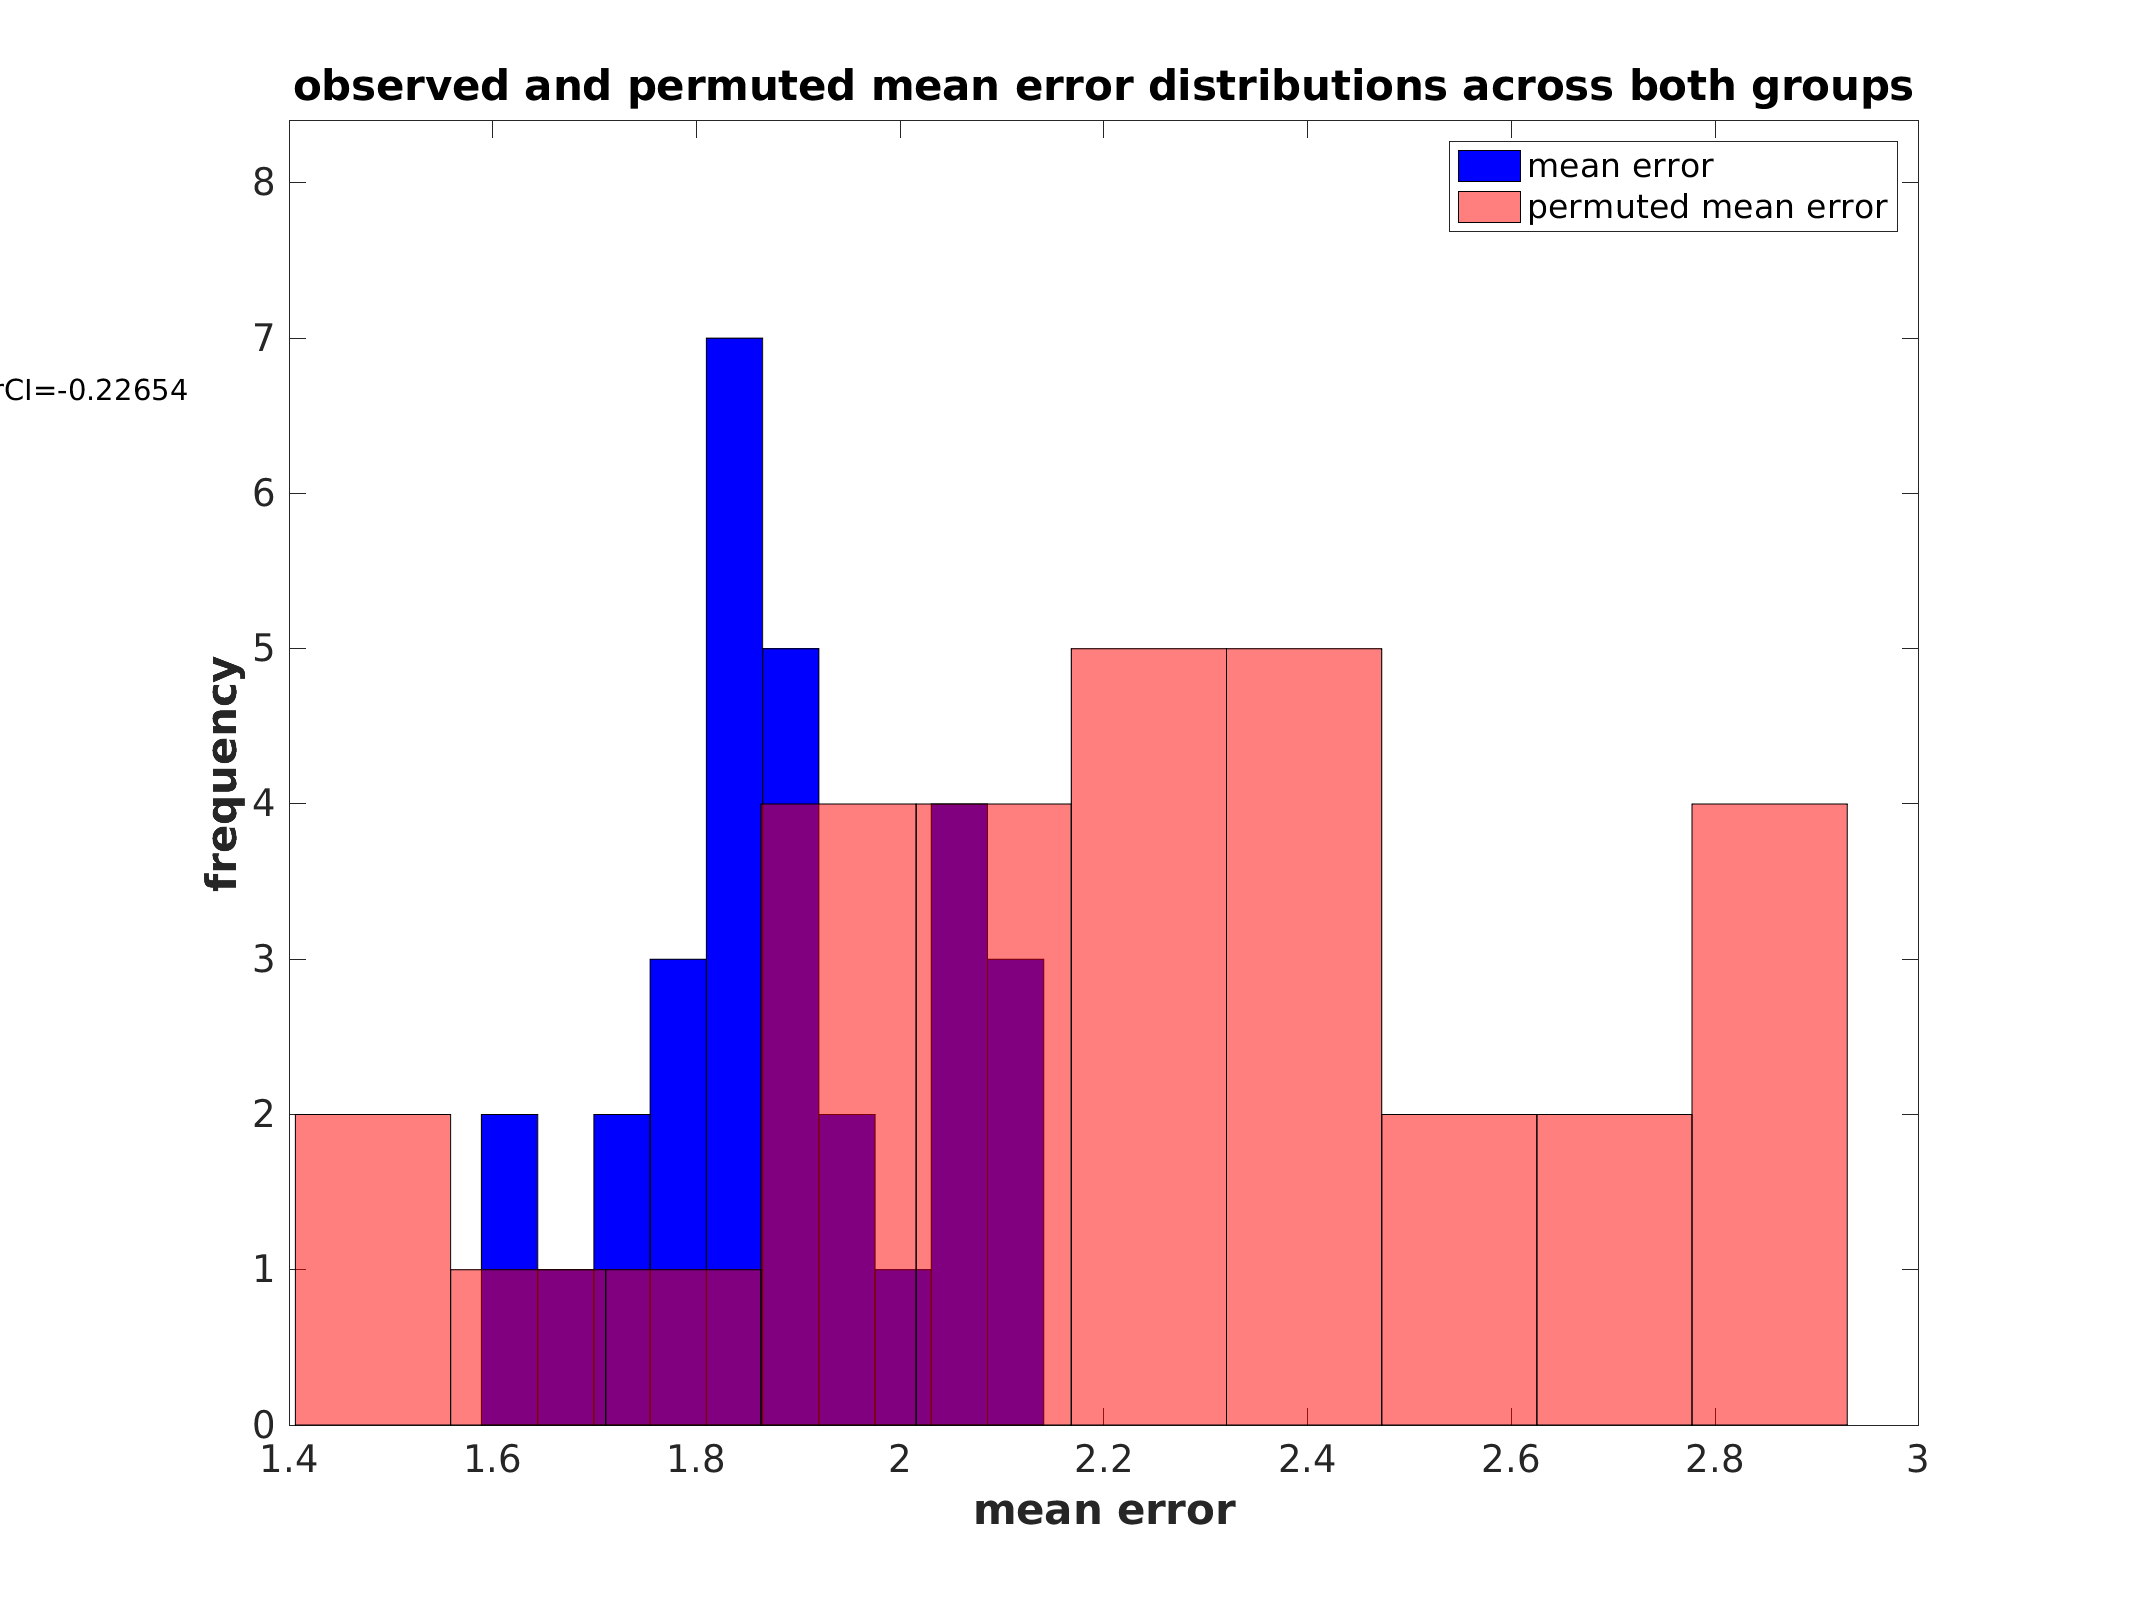 observed and permuted mean error distributions across both groups
mean error
permuted mean error
8
7
rCI=-0.22654
6
5
frequency
4
3
2
1
0
1.4 1.6 1.8 2 2.2 2.4 2.6 2.8 3
mean error